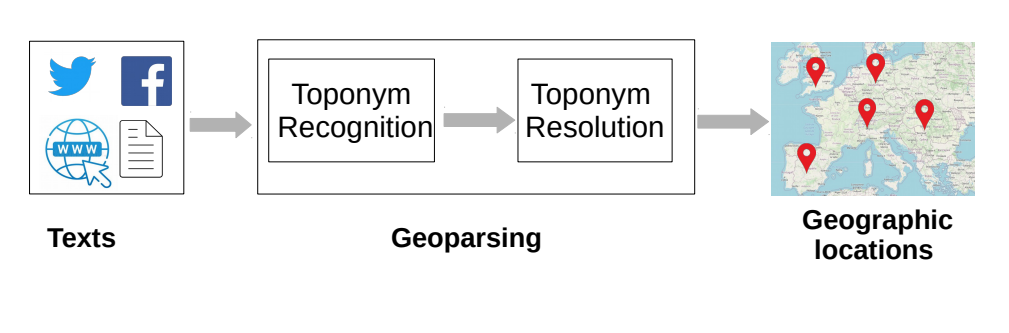 WWW
Toponym
Recognition
Toponym
Resolution
Texts
Geoparsing
Geographic
locations